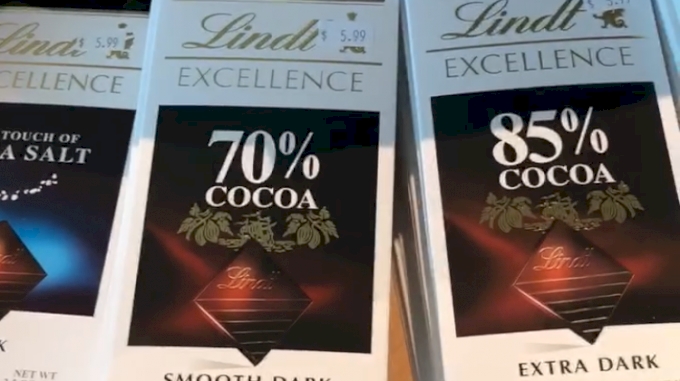 Lindt $ 5.99
EXCELLENCE
TOUCH OF
A SALT
NET WT
Lindt $ 5.99
EXCELLENCE
70%
COCOA
Lindt
SMOOTH DARK
Lindt
EXCELLENCE
85%
COCOA
Lindt
EXTRA DARK